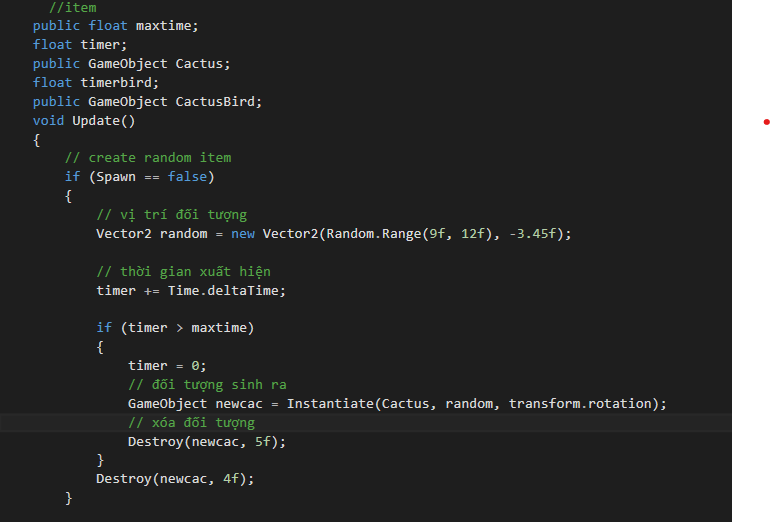 //item
public float maxtime;
float timer;
public GameObject Cactus;
float timerbird;
public GameObject CactusBird;
void Update()
{
// create random item
if (Spawn == false)
{
// vị trí đối tượng
Vector2 random = new Vector2(Random.Range(9f, 12f), -3.45f);
// thời gian xuất hiện
timer += Time.deltaTime;
if (timer > maxtime)
{
timer = 0;
// đối tượng sinh ra
GameObject newcac = Instantiate(Cactus, random, transform.rotation);
// xóa đối tượng
Destroy(newcac, 5f);
}
Destroy(newcac, 4f);
}